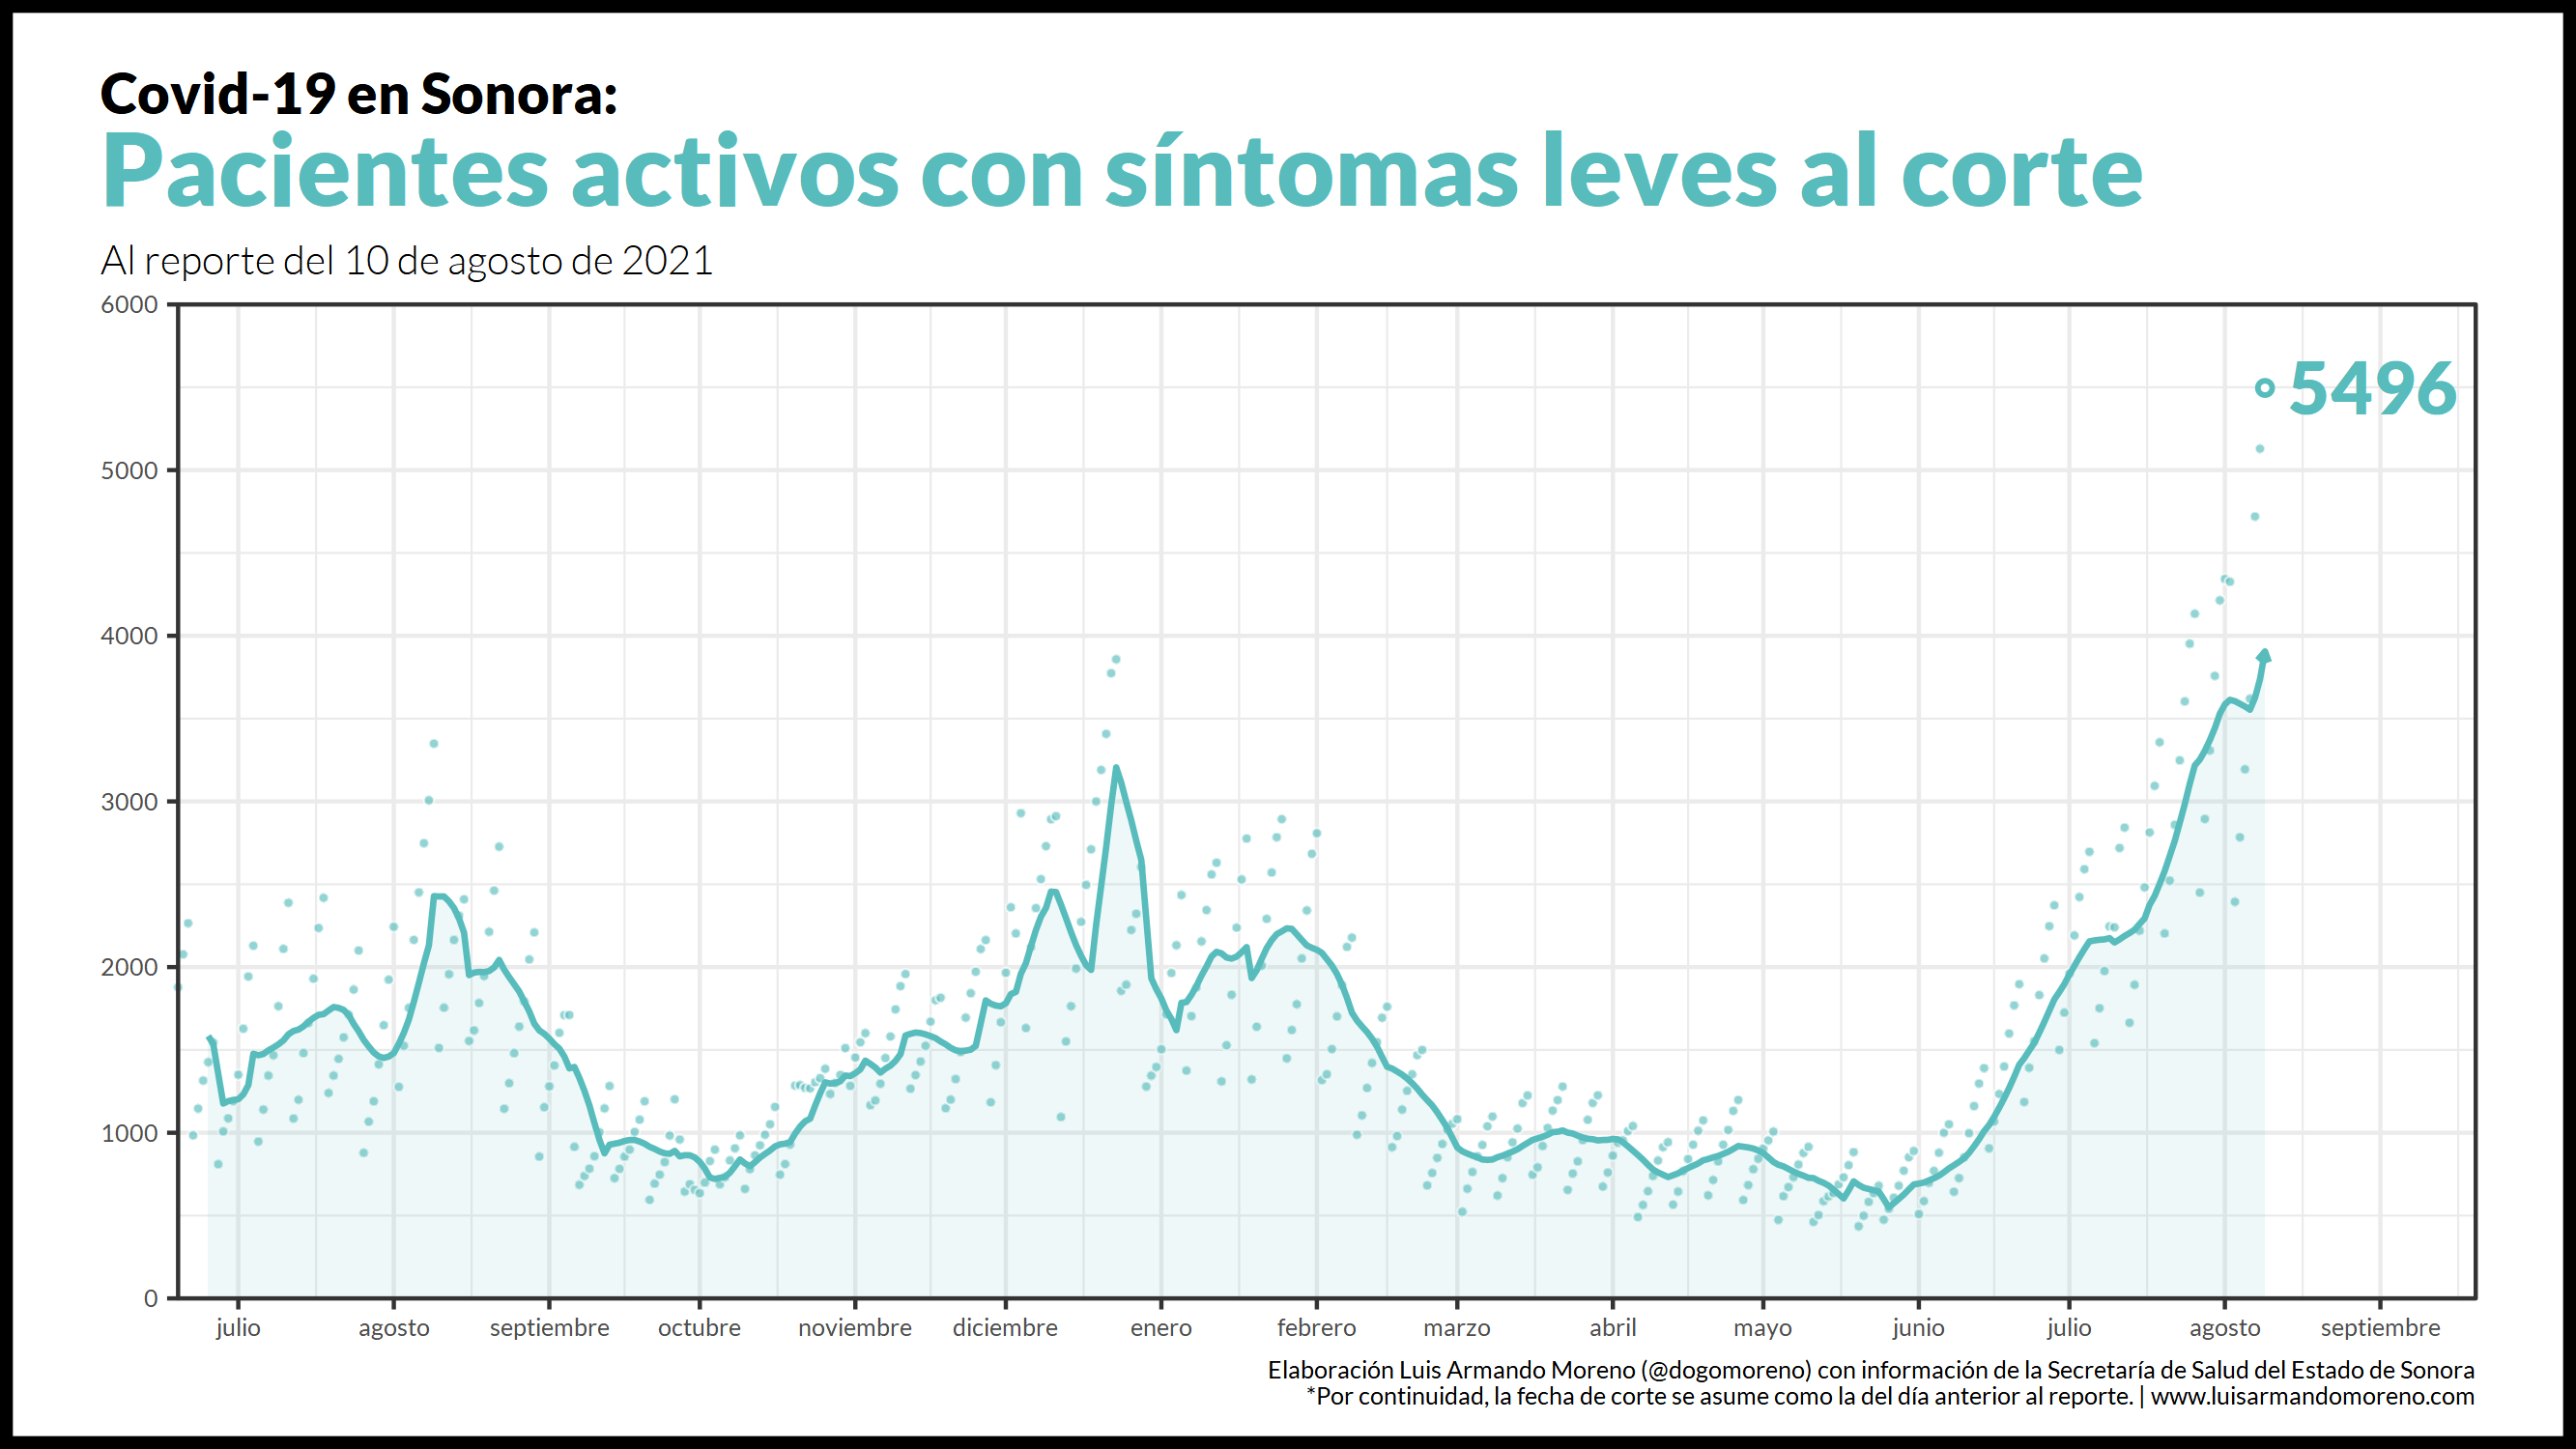 Covid-19 en Sonora:
Pacientes activos con síntomas leves al corte
Al reporte del 10 de agosto de 2021
6000
5496
5000
4000
3000
2000
1000
0
julio agosto septiembre octubre noviembre diciembre enero febrero marzo abril mayo junio julio agosto septiembre
Elaboración Luis Armando Moreno (@dogomoreno) con información de la Secretaría de Salud del Estado de Sonora
*Por continuidad, la fecha de corte se asume como la del día anterior al reporte. | www.luisarmandomoreno.com